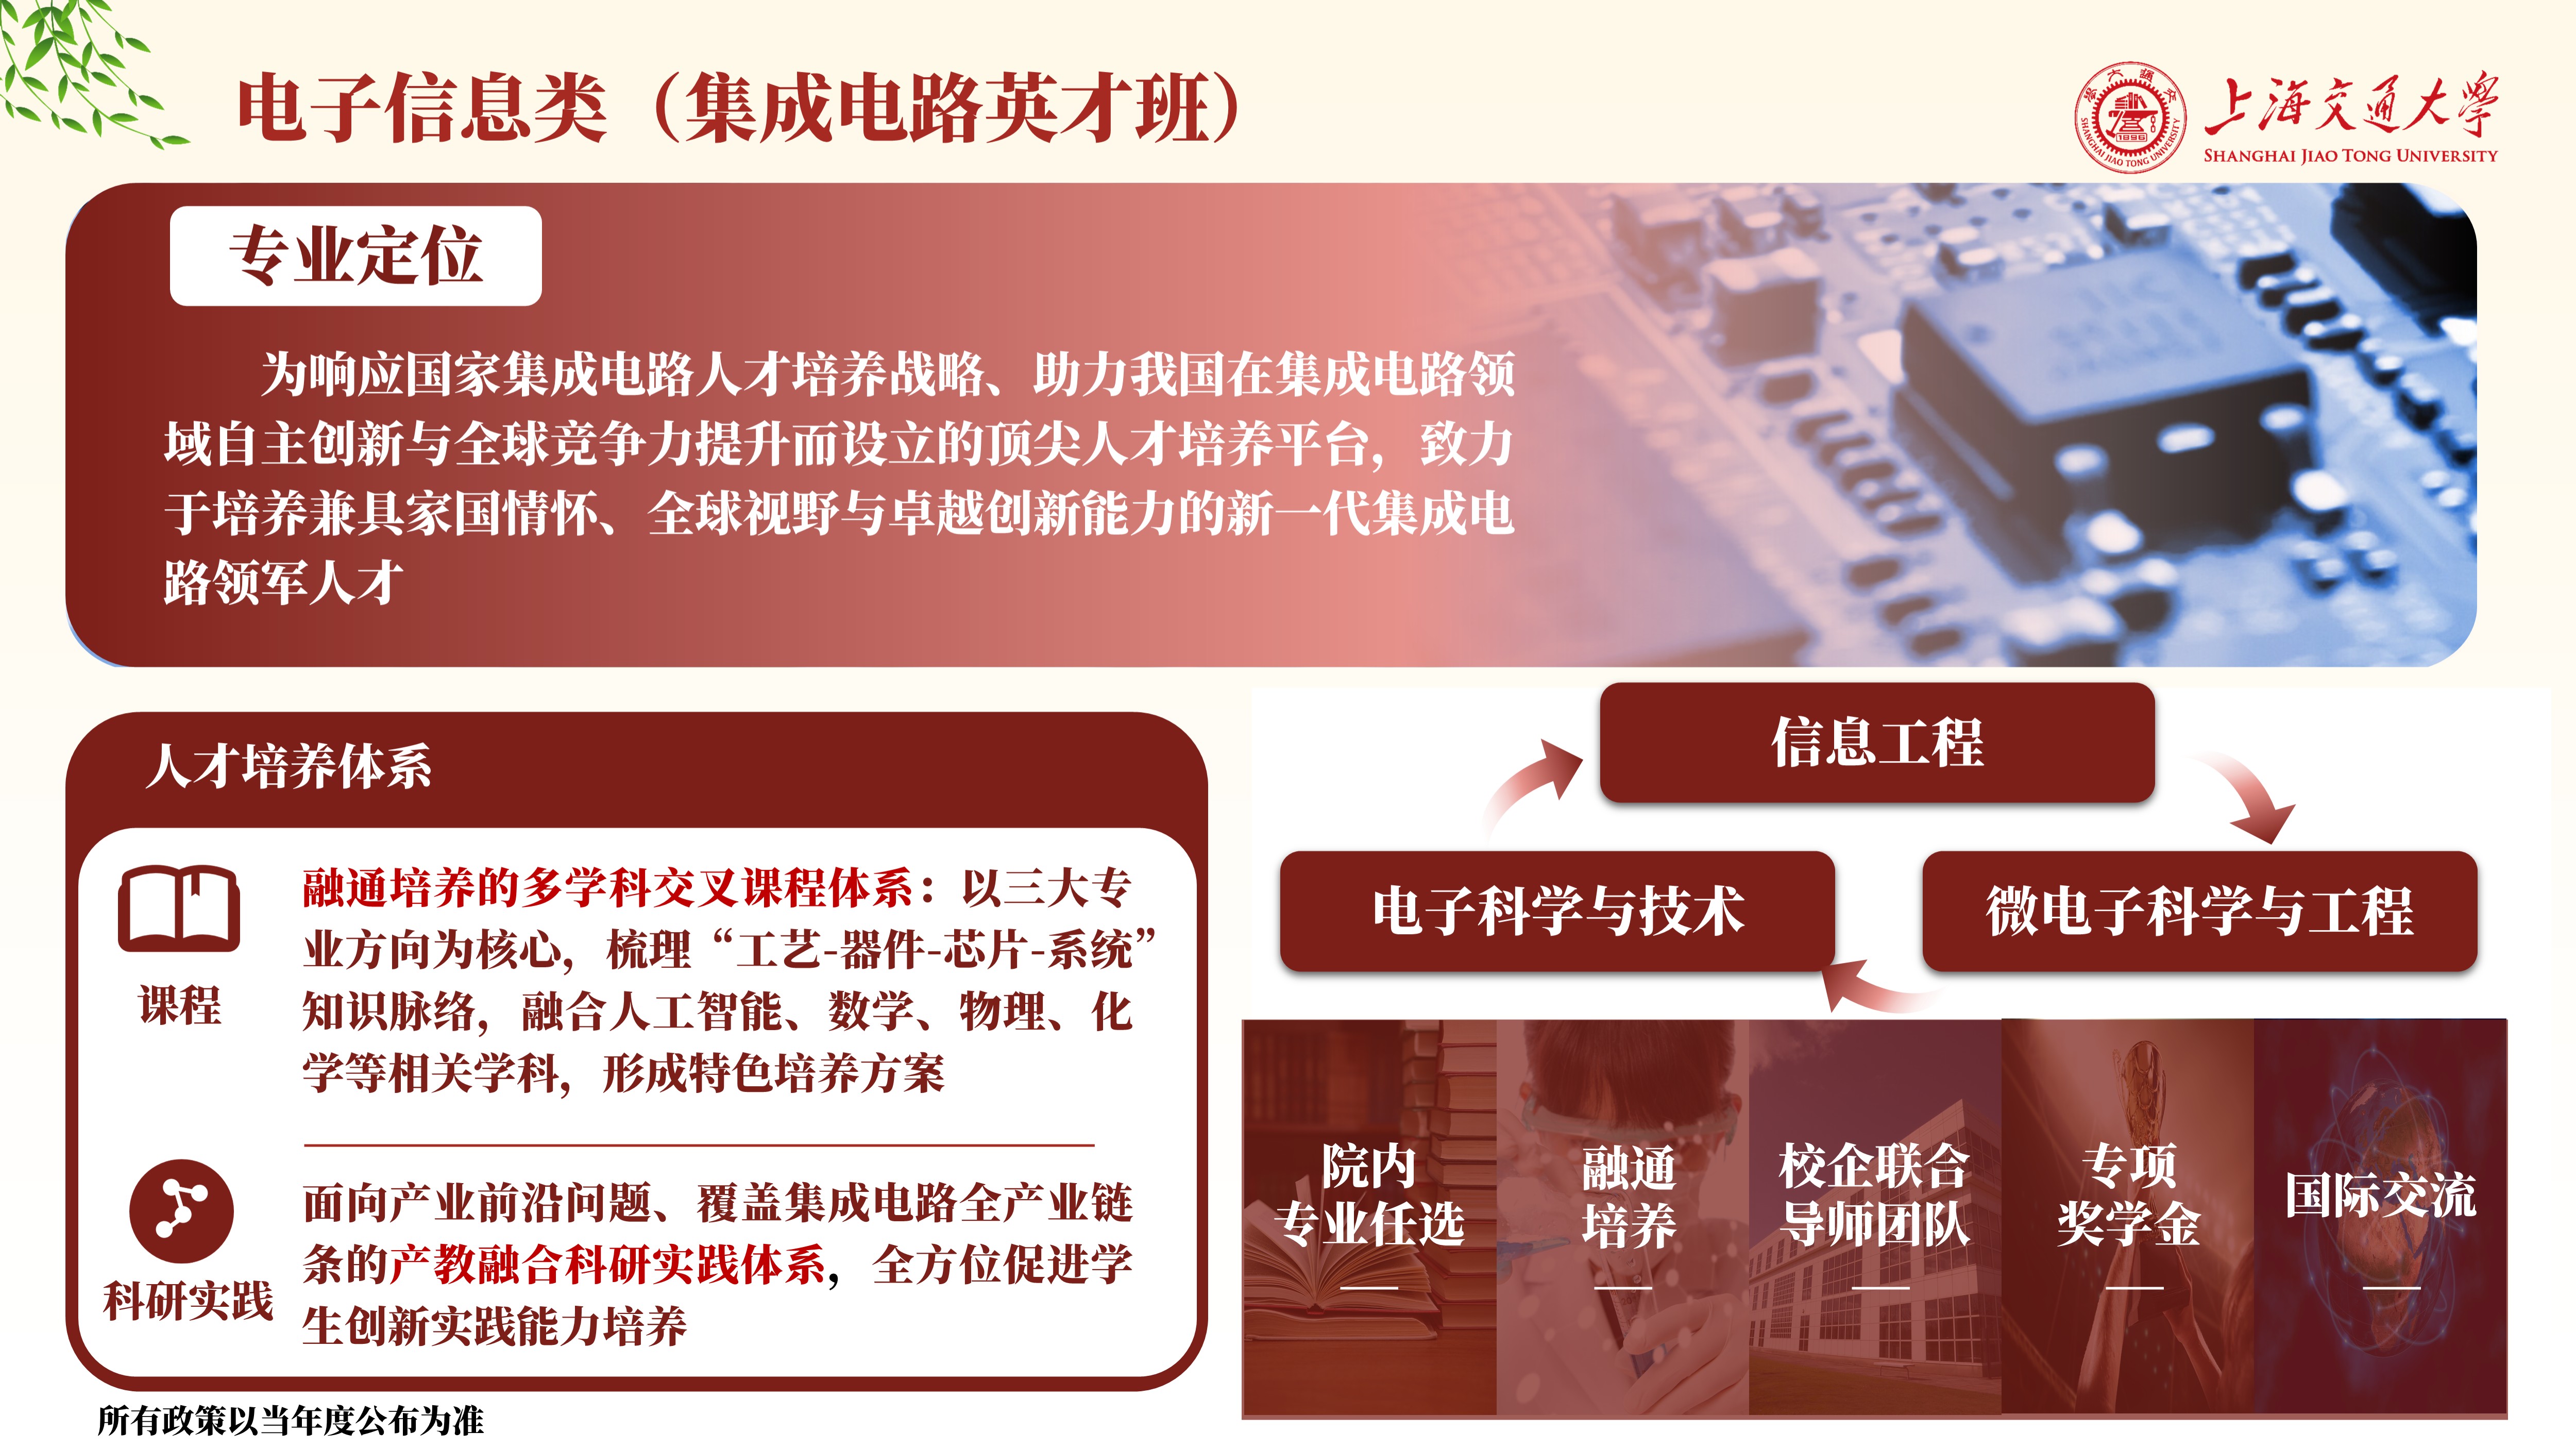 电子信息类（集成电路英才班）
上海交通大学
SHANGHAI JIAO TONG UNIVERSITY
1896
SHANGHAI JIAO TONG UNIVERSITY
专业定位
为响应国家集成电路人才培养战略、助力我国在集成电路领
域自主创新与全球竞争力提升而设立的顶尖人才培养平台，致力
于培养兼具家国情怀、全球视野与卓越创新能力的新一代集成电
路领军人才
人才培养体系
课程
融通培养的多学科交叉课程体系：以三大专
业方向为核心，梳理“工艺-器件-芯片-系统”
知识脉络，融合人工智能、数学、物理、化
学等相关学科，形成特色培养方案
科研实践
面向产业前沿问题、覆盖集成电路全产业链
条的产教融合科研实践体系，全方位促进学
生创新实践能力培养
信息工程
电子科学与技术
微电子科学与工程
院内
专业任选
融通
培养
校企联合
导师团队
专项
奖学金
国际交流
所有政策以当年度公布为准